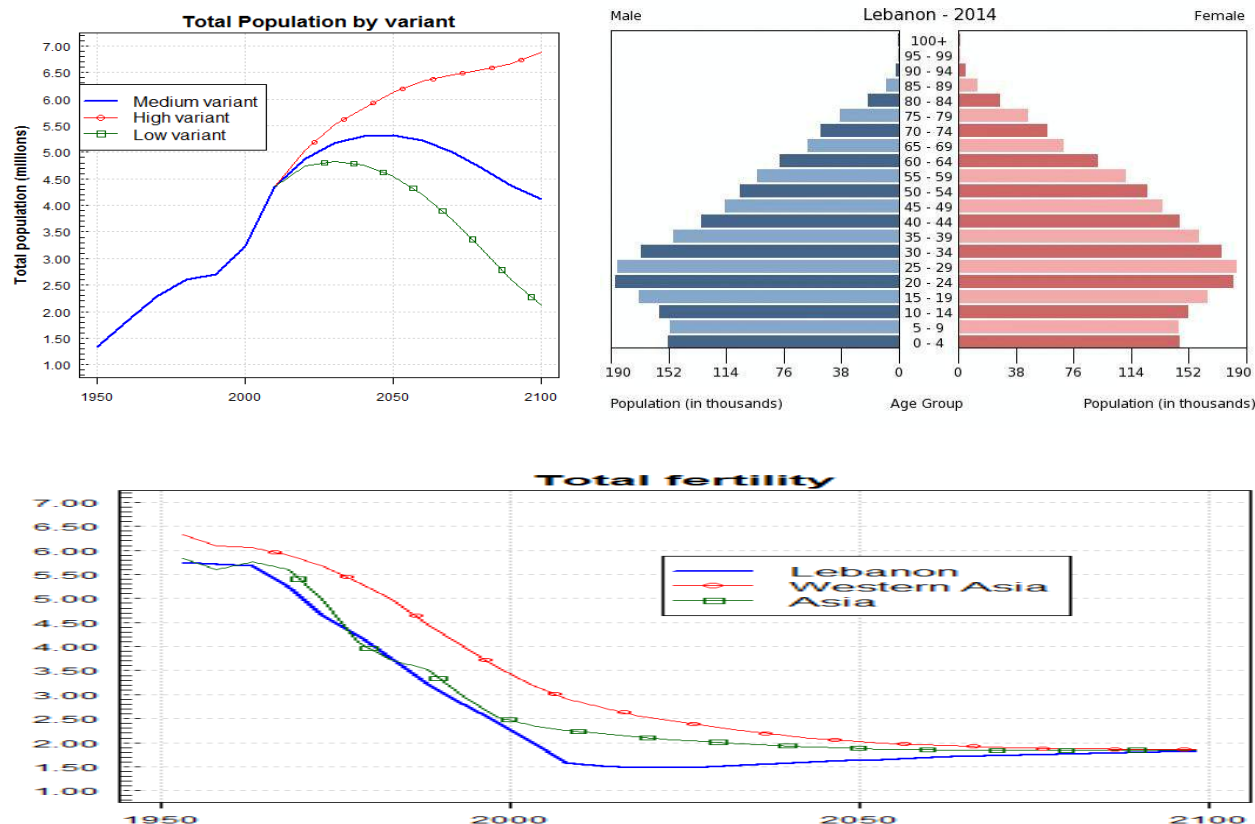 Total Population by variant
Total population (millions)
7.00
6.50
6.00
5.50
5.00
4.50
4.00
3.50
3.00
2.50
2.00
1.50
1.00
Medium variant
High variant
Low variant
1950 2000 2050 2100
Male Lebanon - 2014 Female
100+
95 - 99
90 - 94
85 - 89
80 - 84
75 - 79
70 - 74
65 - 69
60 - 64
55 - 59
50 - 54
45 - 49
40 - 44
35 - 39
30 - 34
25 - 29
20 - 24
15 - 19
10 - 14
5 - 9
0 - 4
190 152 114 76 38 0 0 38 76 114 152 190
Population (in thousands) Age Group Population (in thousands)
Total fertility
7.00
6.50
6.00
5.50
5.00
4.50
4.00
3.50
3.00
2.50
2.00
1.50
1.00
Lebanon
Western Asia
Asia
1950 2000 2050 2100